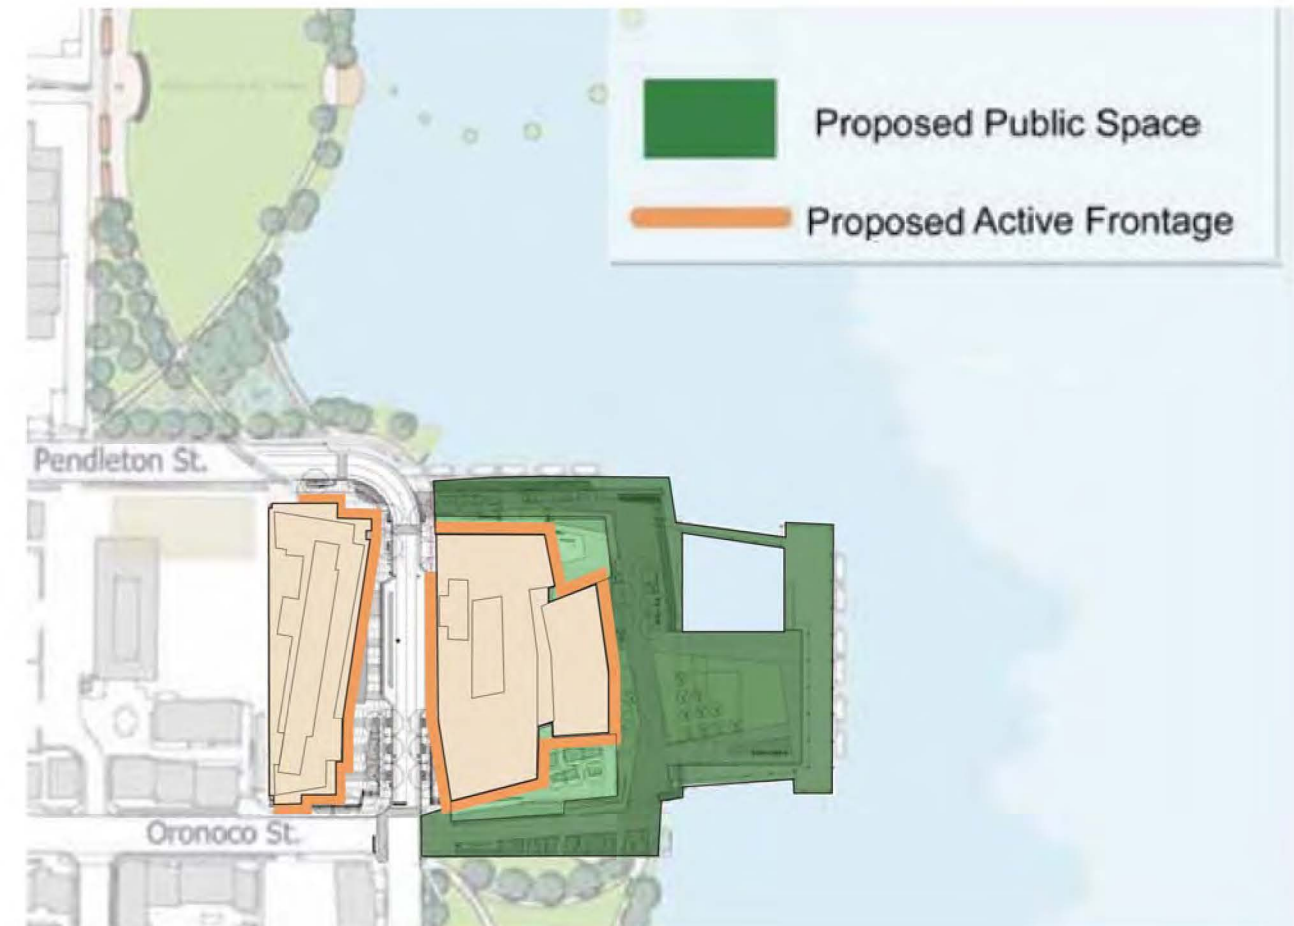 Proposed Public Space
Proposed Active Frontage
Pendleton St.
Oronoco St.